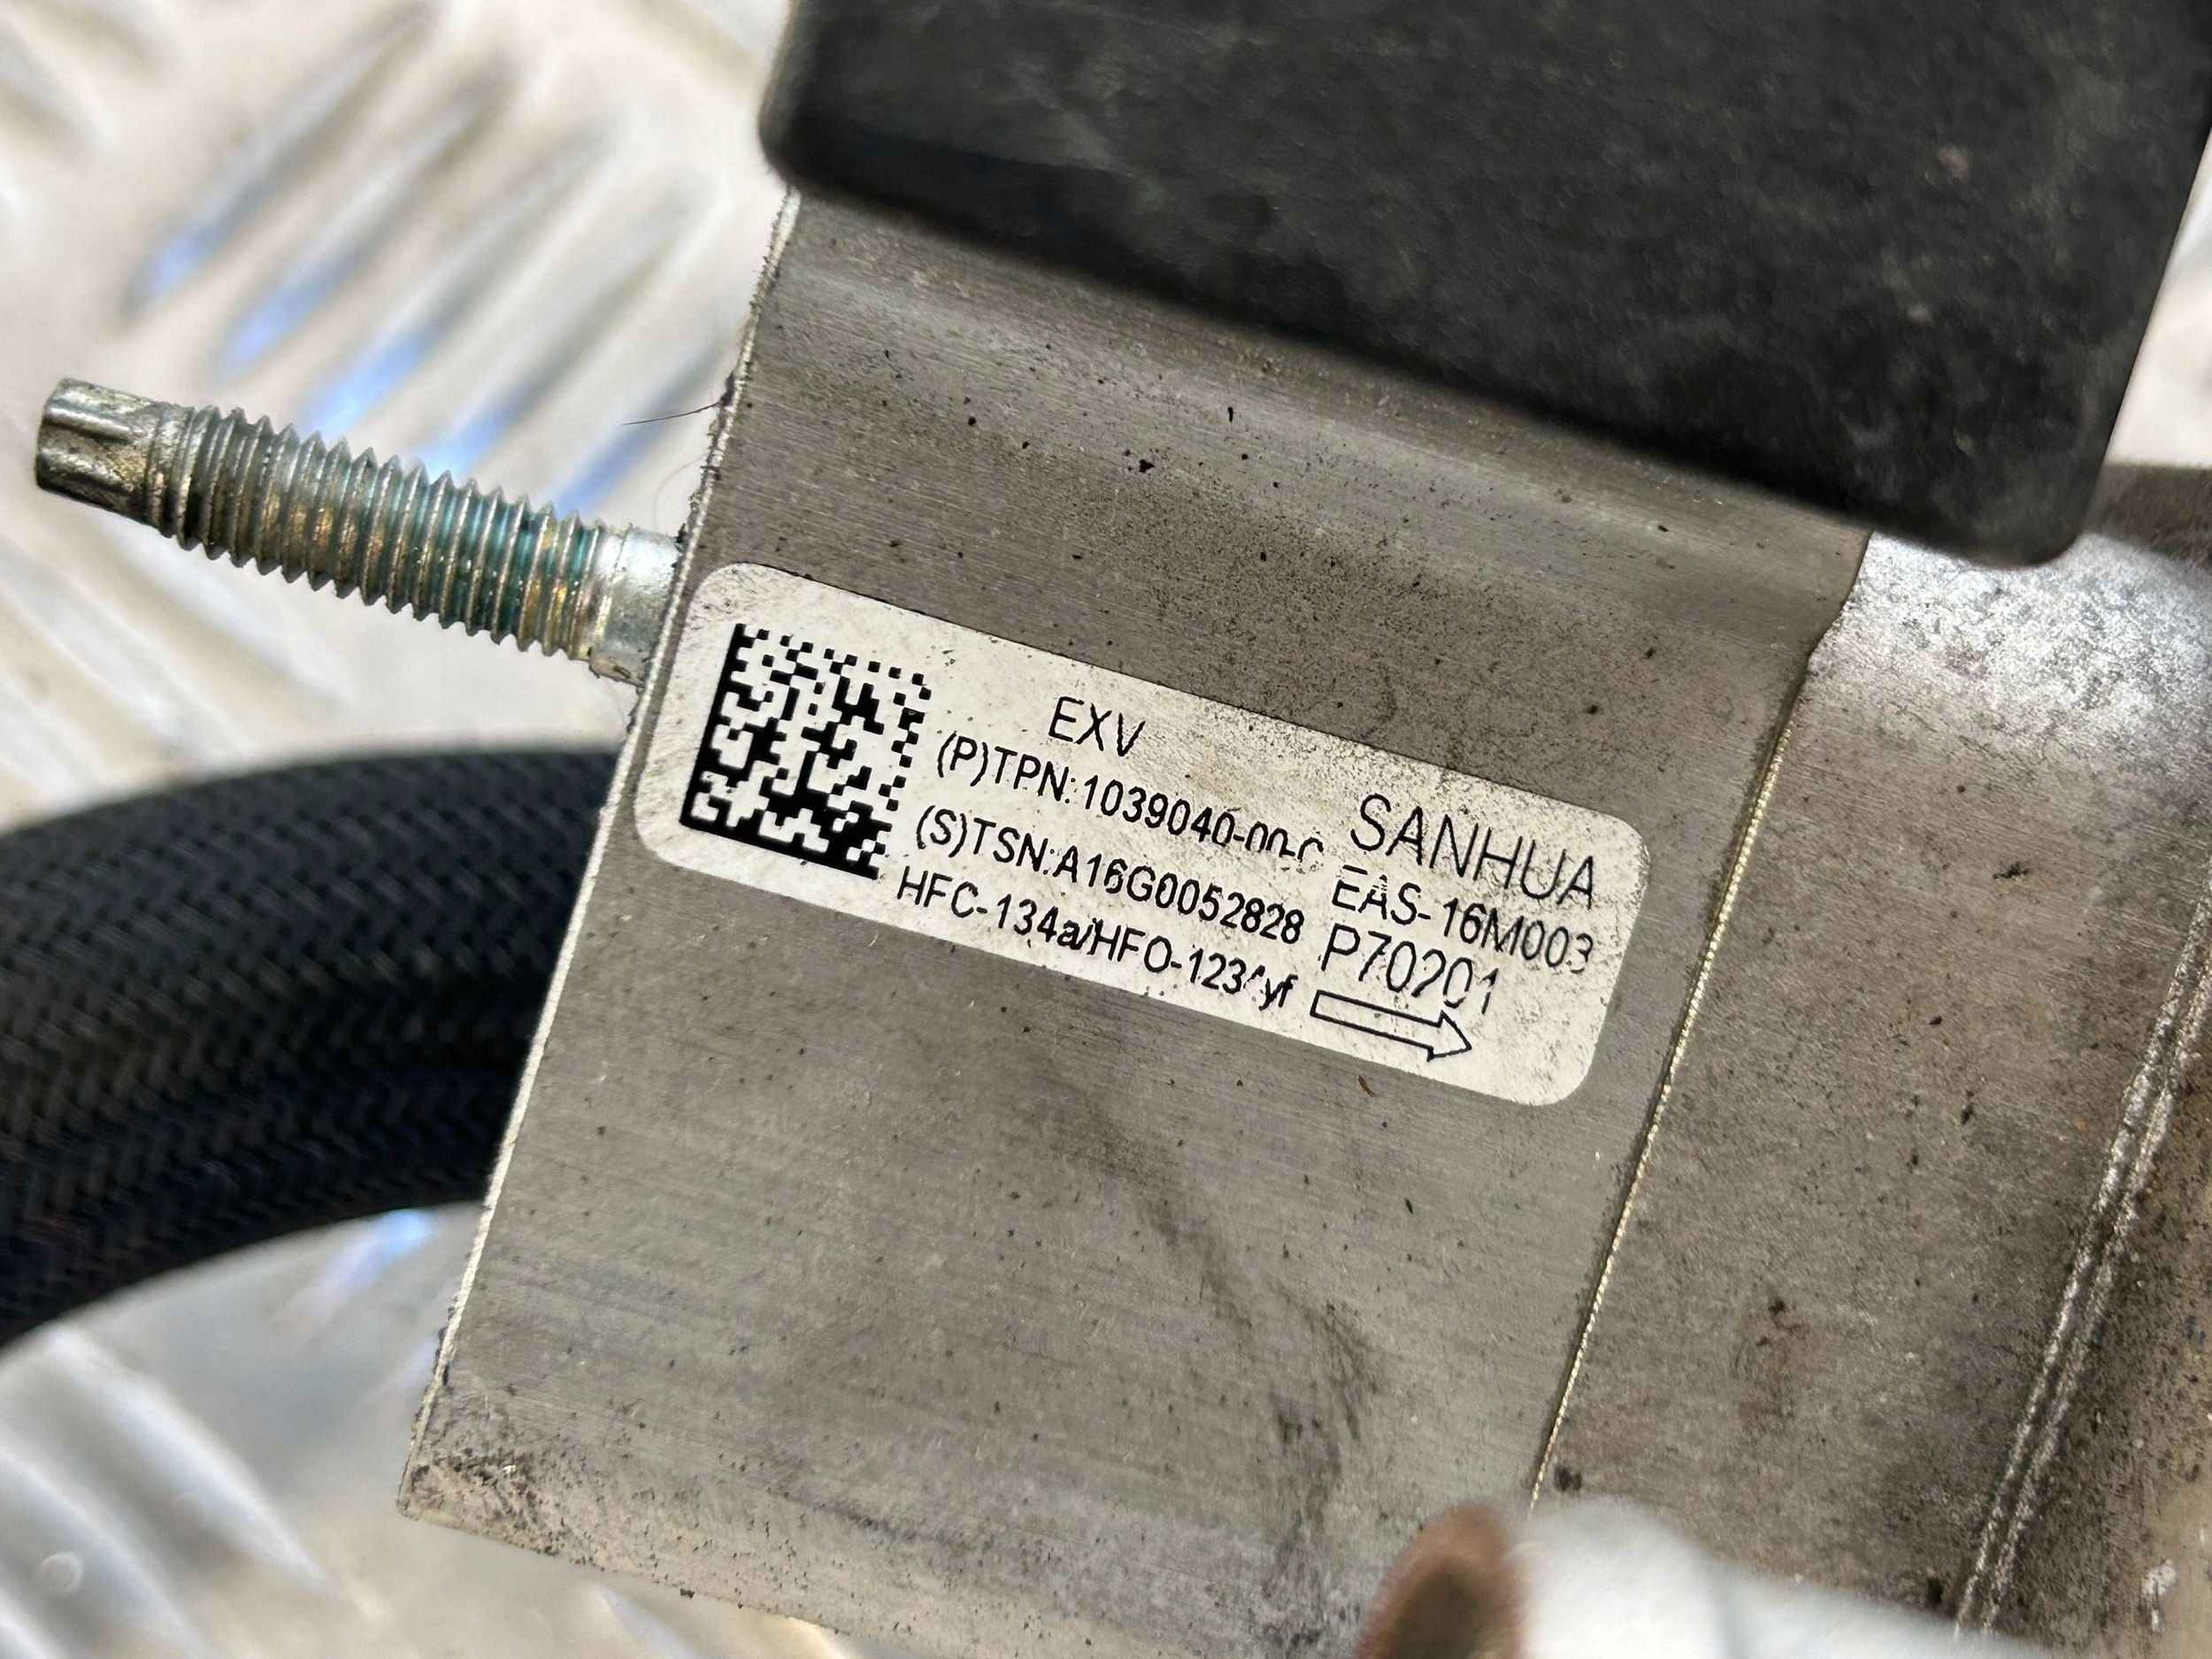 EXV
(P)TPN:1039040-00-
(S)TSN:A16G0052828
HFC-134a/HFO-1234yf
SANHUA
EAS-16M003
P70201